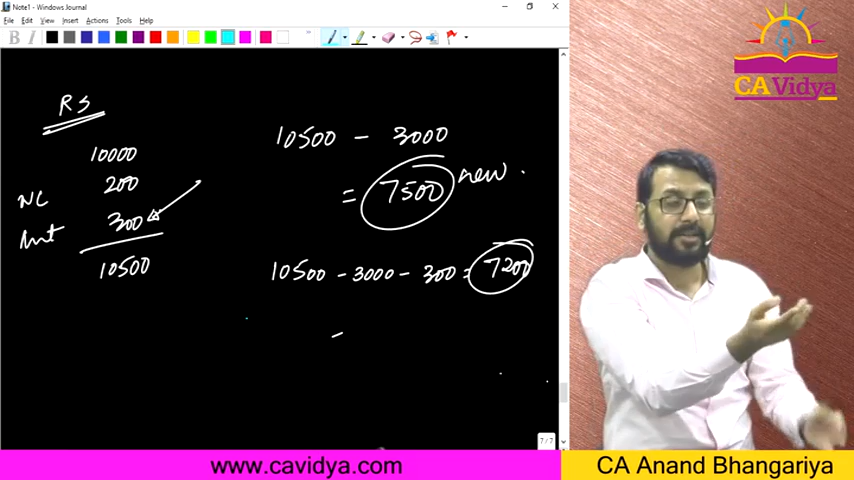 Note1 - Windows Journal
File Edit View Insert Actions Tools Help
B I
RS
10000
NC 200
Int 300
10500
10500 - 3000
= 7500 new.
10500 - 3000 - 300 = 7200
-
7/7
CA Vidya
www.cavidya.com
CA Anand Bhangariya